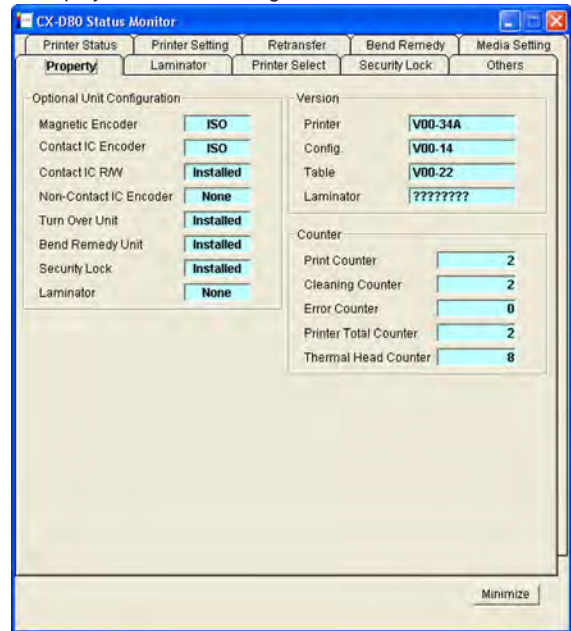 CX-D80 Status Monitor
Printer Status Printer Setting Retransfer Bend Remedy Media Setting
Property Laminator Printer Select Security Lock Others
Optional Unit Configuration
Magnetic Encoder ISO
Contact IC Encoder ISO
Contact IC R/W Installed
Non-Contact IC Encoder None
Turn Over Unit Installed
Bend Remedy Unit Installed
Security Lock Installed
Laminator None
Version
Printer V00-34A
Config. V00-14
Table V00-22
Laminator ????????
Counter
Print Counter 2
Cleaning Counter 2
Error Counter 0
Printer Total Counter 2
Thermal Head Counter 8
Minimize